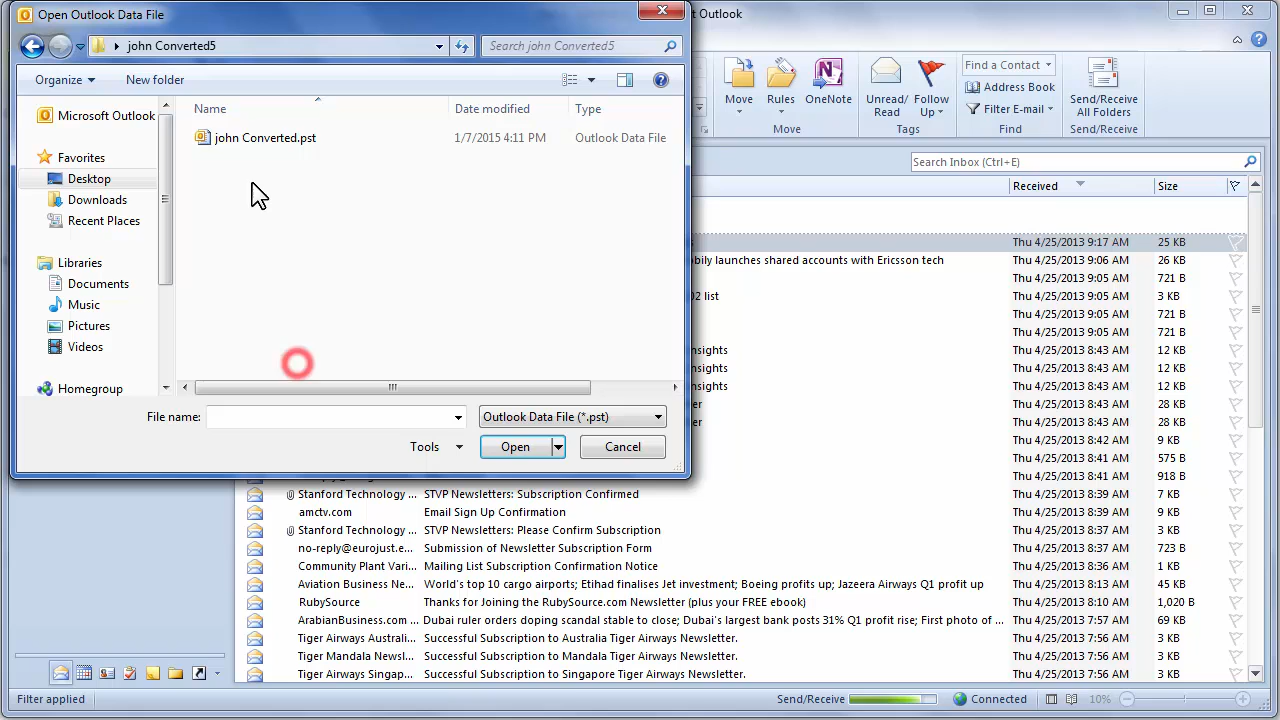 Open Outlook Data File
t Outlook
john Converted5
Search john Converted5
Organize
New folder
Find a Contact
Address Book
Filter E-mail
Move
Rules
OneNote
Unread/
Read
Follow
Up
Send/Receive
All Folders
Move
Tags
Find
Send/Receive
Microsoft Outlook
Name
Date modified
Type
john Converted.pst
1/7/2015 4:11 PM
Outlook Data File
Favorites
Desktop
Downloads
Recent Places
Libraries
Documents
Music
Pictures
Videos
Homegroup
File name:
Outlook Data File (*.pst)
Tools
Open
Cancel
Search Inbox (Ctrl+E)
Received
Size
Thu 4/25/2013 9:17 AM 25 KB
bily launches shared accounts with Ericsson tech Thu 4/25/2013 9:06 AM 26 KB
Thu 4/25/2013 9:05 AM 721 B
02 list Thu 4/25/2013 9:05 AM 3 KB
Thu 4/25/2013 9:05 AM 721 B
Thu 4/25/2013 9:05 AM 721 B
nsights Thu 4/25/2013 8:43 AM 12 KB
nsights Thu 4/25/2013 8:43 AM 12 KB
nsights Thu 4/25/2013 8:43 AM 12 KB
er Thu 4/25/2013 8:43 AM 9 KB
er Thu 4/25/2013 8:43 AM 9 KB
Thu 4/25/2013 8:42 AM 9 KB
Thu 4/25/2013 8:41 AM 575 B
Thu 4/25/2013 8:41 AM 918 B
Stanford Technology ... STVP Newsletters: Subscription Confirmed Thu 4/25/2013 8:39 AM 7 KB
amctv.com Email Sign Up Confirmation Thu 4/25/2013 8:39 AM 9 KB
Stanford Technology ... STVP Newsletters: Please Confirm Subscription Thu 4/25/2013 8:37 AM 3 KB
no-reply@eurojust.e... Submission of Newsletter Subscription Form Thu 4/25/2013 8:37 AM 723 B
Community Plant Vari... Mailing List Subscription Confirmation Notice Thu 4/25/2013 8:36 AM 1 KB
Aviation Business Ne... World's top 10 cargo airports; Etihad finalises Jet investment; Boeing profits up; Jazeera Airways Q1 profit up Thu 4/25/2013 8:13 AM 45 KB
RubySource Thanks for Joining the RubySource.com Newsletter (plus your FREE ebook) Thu 4/25/2013 8:10 AM 1,020 B
ArabianBusiness.com Dubai ruler orders doping scandal stable to close; Dubai's largest bank posts 31% Q1 profit rise; First photo of ... Thu 4/25/2013 7:57 AM 69 KB
Tiger Airways Australi... Successful Subscription to Australia Tiger Airways Newsletter. Thu 4/25/2013 7:56 AM 3 KB
Tiger Mandala Newsl... Successful Subscription to Mandala Tiger Airways Newsletter. Thu 4/25/2013 7:56 AM 3 KB
Tiger Airways Singap... Successful Subscription to Singapore Tiger Airways Newsletter. Thu 4/25/2013 7:56 AM 3 KB
Filter applied
Send/Receive
Connected
10%